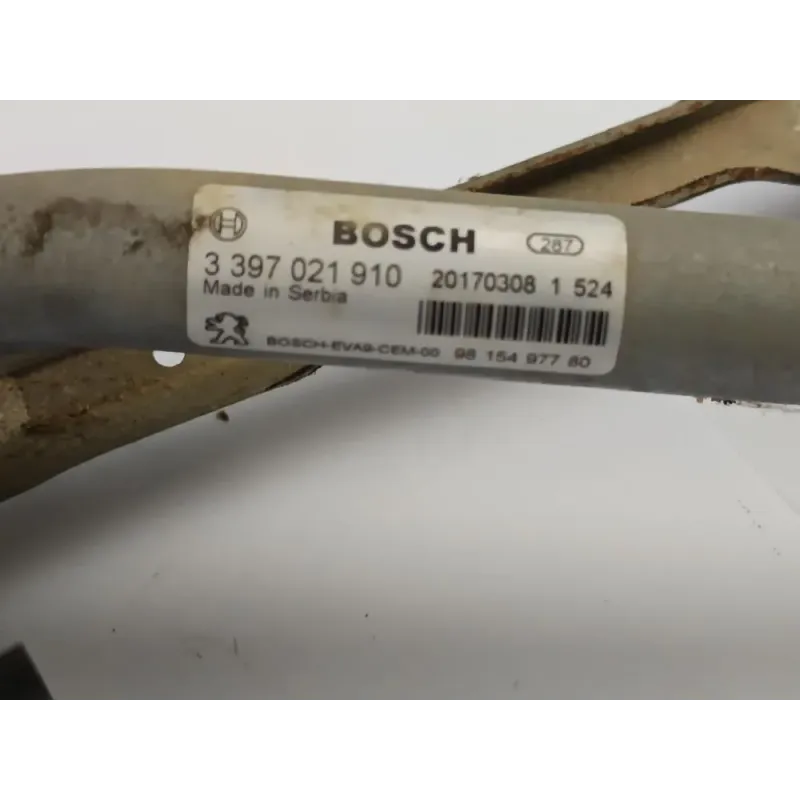 BOSCH 287
3 397 021 910 20170308 1 524
Made in Serbia
BOSCH-EVA9-CEM-00 98 154 977 80